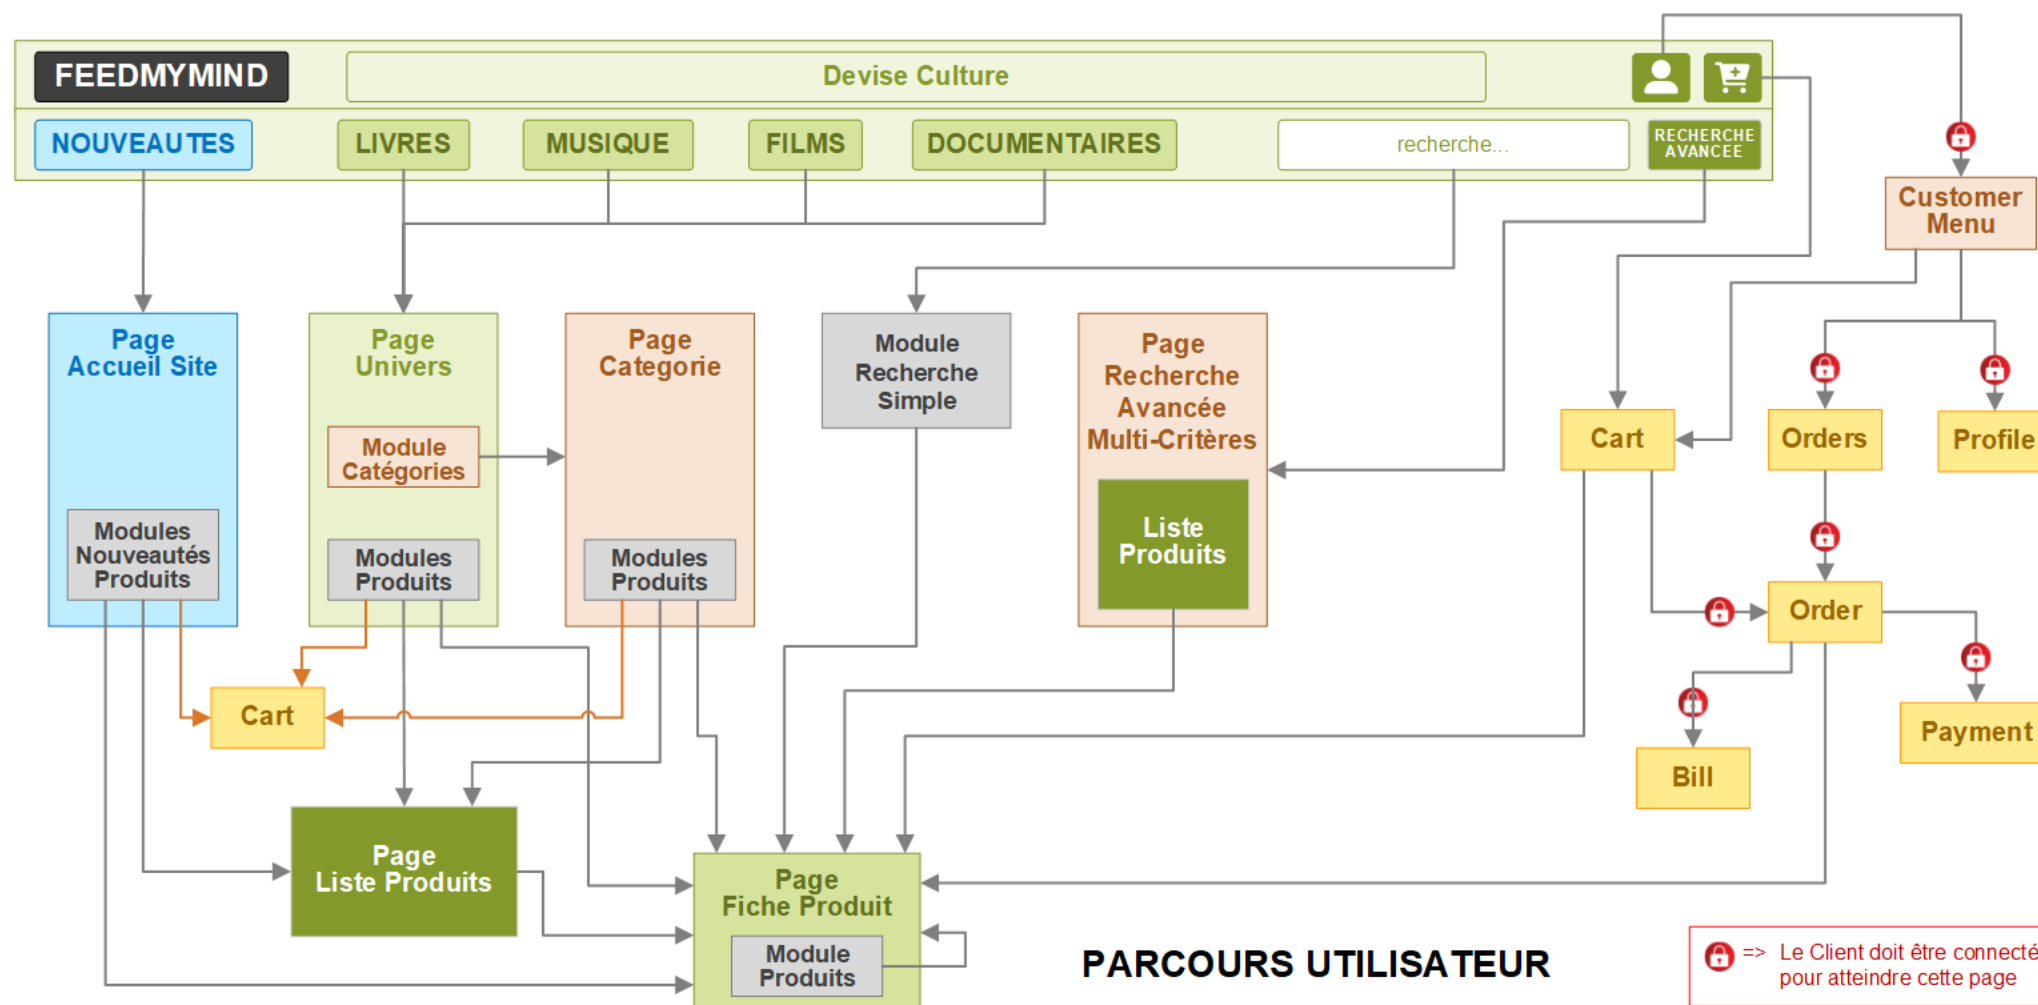 FEEDMYMIND
Devise Culture
NOUVEAUTES
LIVRES
MUSIQUE
FILMS
DOCUMENTAIRES
recherche...
RECHERCHE
AVANCEE
Customer
Menu
Page
Accueil Site
Modules
Nouveautés
Produits
Page
Univers
Module
Catégories
Modules
Produits
Page
Categorie
Modules
Produits
Module
Recherche
Simple
Page
Recherche
Avancée
Multi-Critères
Liste
Produits
Cart
Orders
Profile
Order
Cart
Bill
Payment
Page
Liste Produits
Page
Fiche Produit
Module
Produits
PARCOURS UTILISATEUR
=> Le Client doit être connecté
pour atteindre cette page